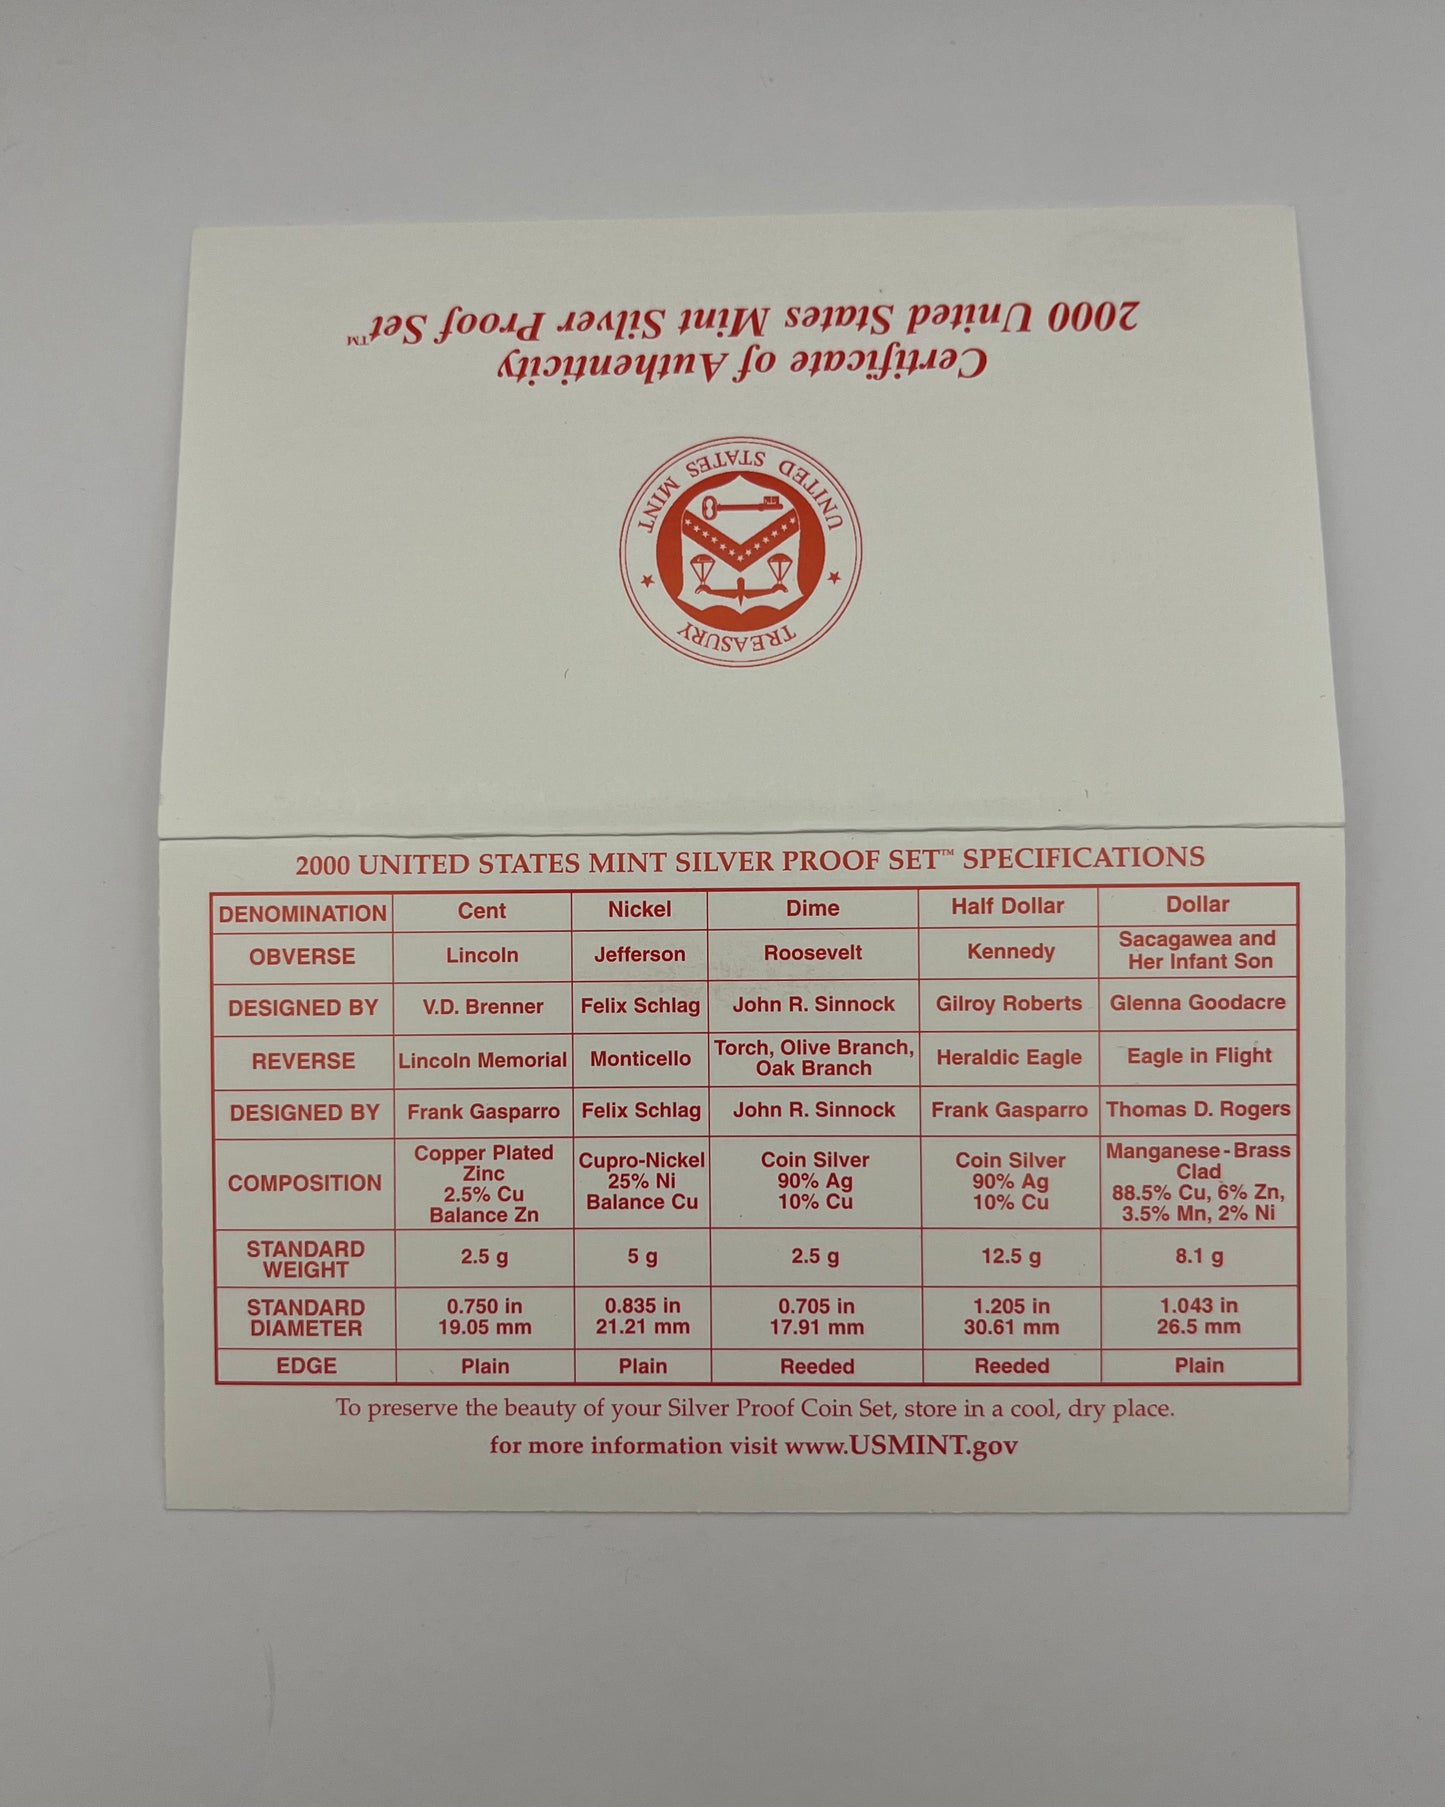 2000 United States Mint Silver Proof Set™
Certificate of Authenticity
UNITED STATES MINT
TREASURY
2000 UNITED STATES MINT SILVER PROOF SET™ SPECIFICATIONS
DENOMINATION Cent Nickel Dime Half Dollar Dollar
OBVERSE Lincoln Jefferson Roosevelt Kennedy Sacagawea and
Her Infant Son
DESIGNED BY V.D. Brenner Felix Schlag John R. Sinnock Gilroy Roberts Glenna Goodacre
REVERSE Lincoln Memorial Monticello Torch, Olive Branch, Heraldic Eagle Eagle in Flight
Oak Branch
DESIGNED BY Frank Gasparro Felix Schlag John R. Sinnock Frank Gasparro Thomas D. Rogers
COMPOSITION
Copper Plated
Zinc
2.5% Cu
Balance Zn
Cupro-Nickel
25% Ni
Balance Cu
Coin Silver
90% Ag
10% Cu
Coin Silver
90% Ag
10% Cu
Manganese-Brass
Clad
88.5% Cu, 6% Zn,
3.5% Mn, 2% Ni
STANDARD
WEIGHT
2.5 g 5 g 2.5 g 12.5 g 8.1 g
STANDARD 0.750 in 0.835 in 0.705 in 1.205 in 1.043 in
DIAMETER 19.05 mm 21.21 mm 17.91 mm 30.61 mm 26.5 mm
EDGE Plain Plain Reeded Reeded Plain
To preserve the beauty of your Silver Proof Coin Set, store in a cool, dry place.
for more information visit www.USMINT.gov